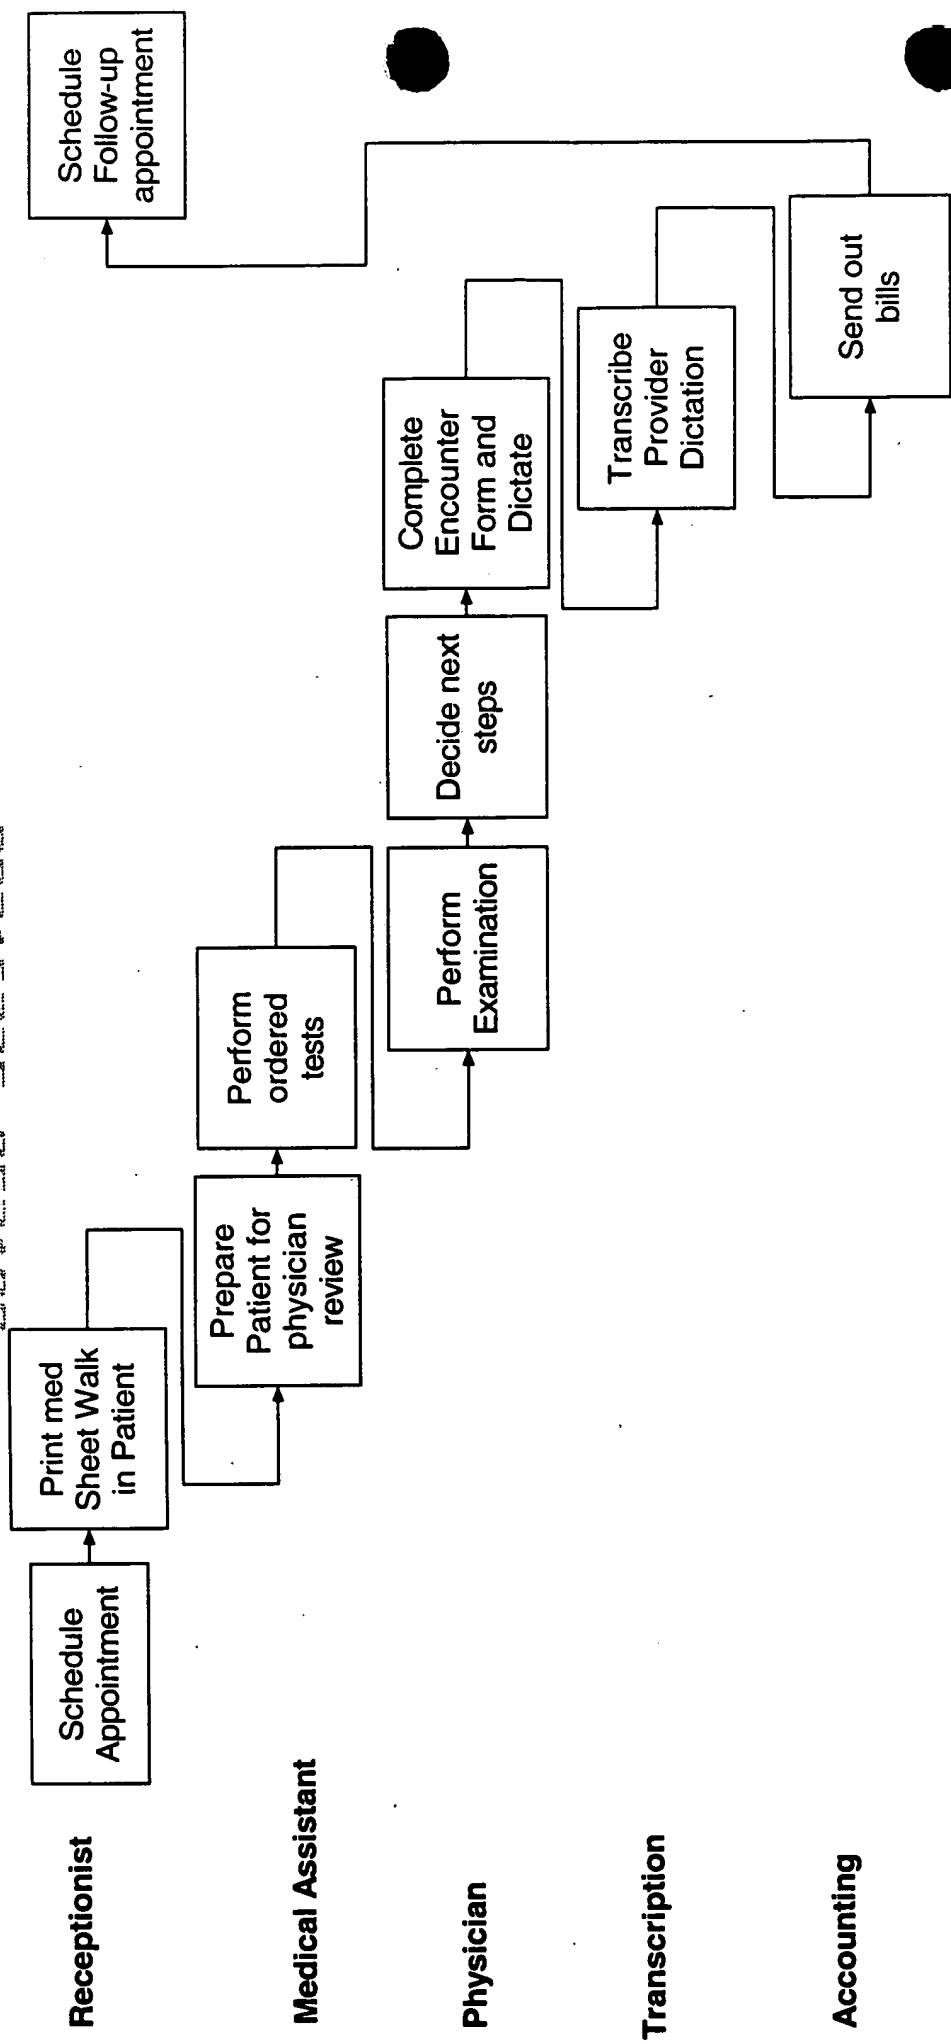 Receptionist
Schedule
Appointment
Print med
Sheet Walk
in Patient
Schedule
Follow-up
appointment
Medical Assistant
Prepare
Patient for
physician
review
Perform
ordered
tests
Physician
Perform
Examination
Decide next
steps
Complete
Encounter
Form and
Dictate
Transcription
Transcribe
Provider
Dictation
Accounting
Send out
bills